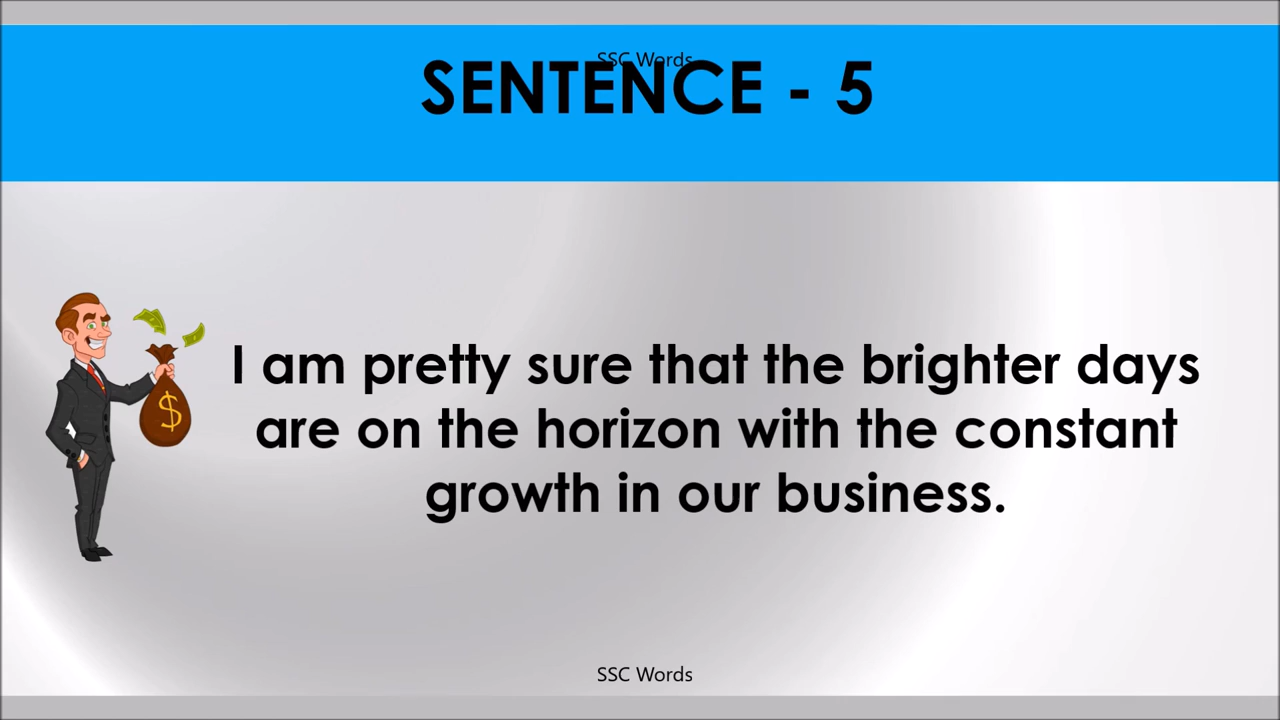 SSC Words
SENTENCE - 5
I am pretty sure that the brighter days
are on the horizon with the constant
growth in our business.
$
SSC Words